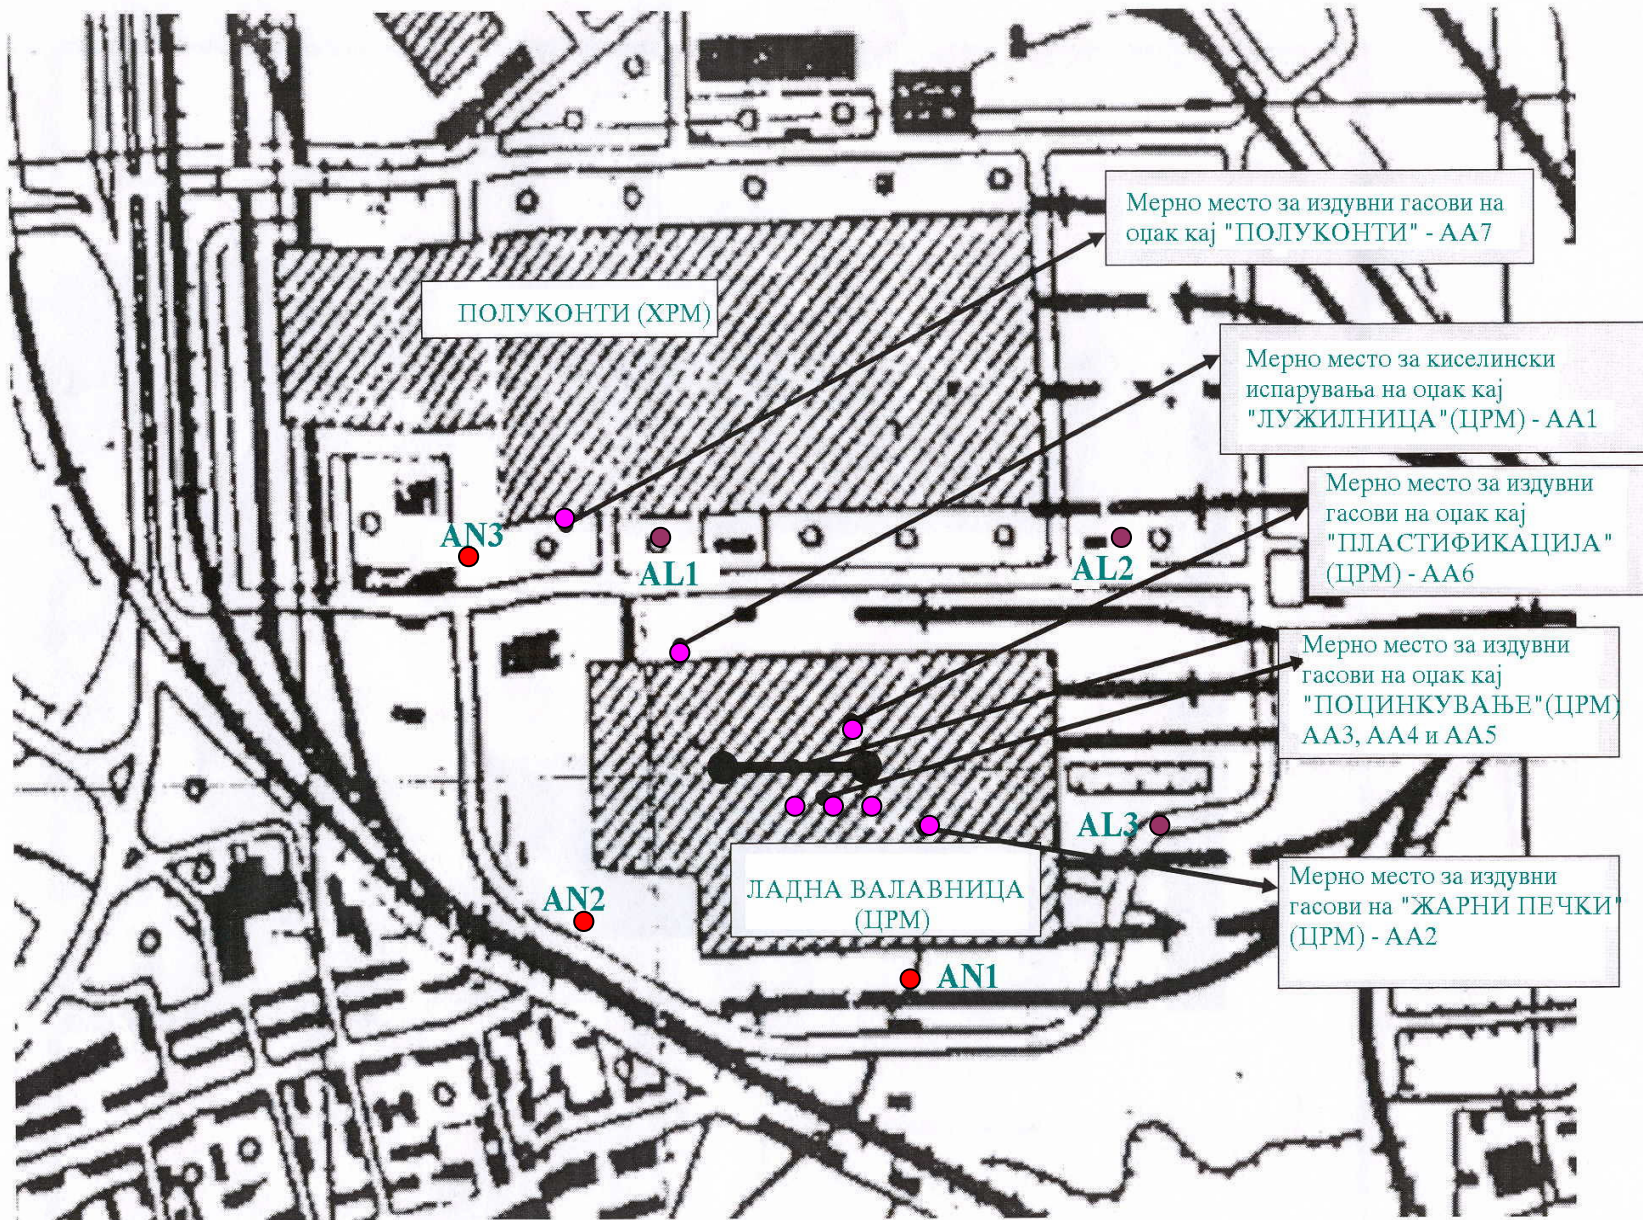 Мерно место за издувни гасови на
оџак кај "ПОЛУКОНТИ" - АА7
ПОЛУКОНТИ (ХРМ)
Мерно место за киселински
испарувања на оџак кај
"ЛУЖИЛНИЦА"(ЦРМ) - АА1
Мерно место за издувни
гасови на оџак кај
"ПЛАСТИФИКАЦИЈА"
(ЦРМ) - АА6
AN3
AL1
AL2
Мерно место за издувни
гасови на оџак кај
"ПОЦИНКУВАЊЕ"(ЦРМ)
АА3, АА4 и АА5
AL3
Мерно место за издувни
гасови на "ЖАРНИ ПЕЧКИ"
(ЦРМ) - АА2
ЛАДНА ВАЛАВНИЦА
(ЦРМ)
AN2
AN1